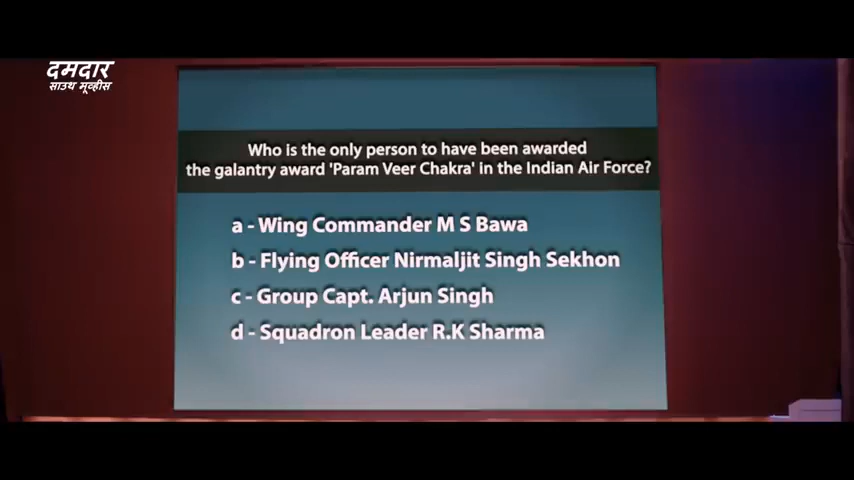 दमदार
साउथ मूव्हीस
Who is the only person to have been awarded
the galantry award 'Param Veer Chakra' in the Indian Air Force?
a - Wing Commander M S Bawa
b - Flying Officer Nirmaljit Singh Sekhon
c - Group Capt. Arjun Singh
d - Squadron Leader R.K Sharma